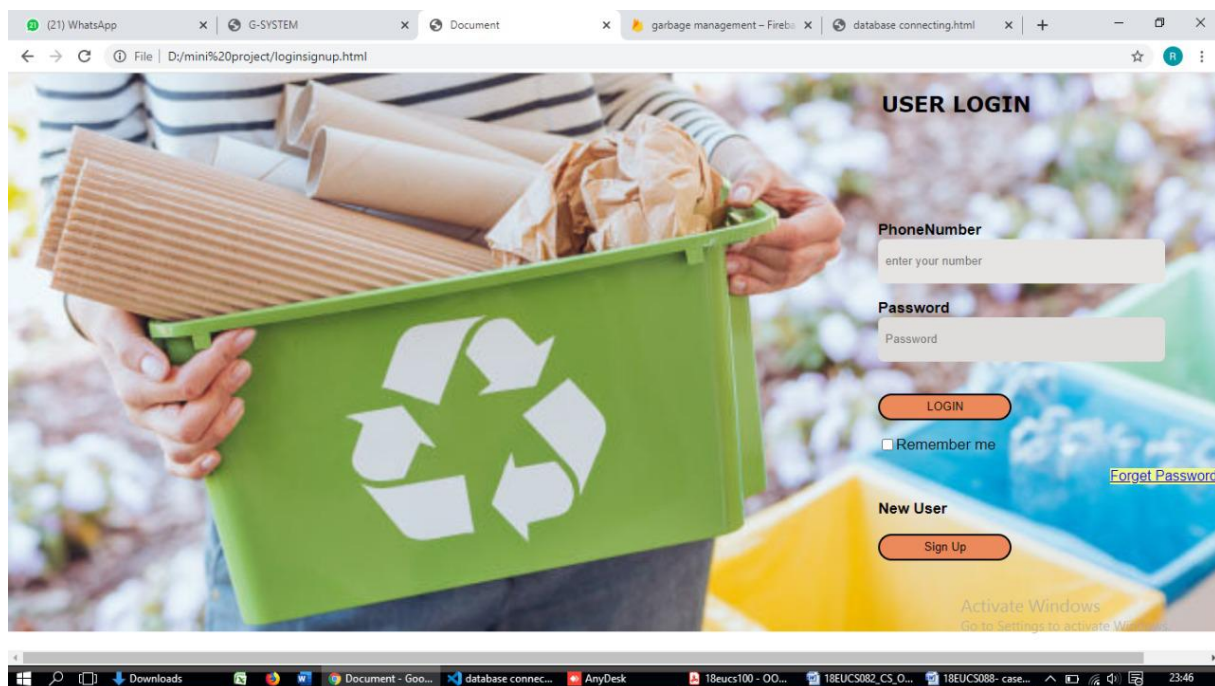 (21) WhatsApp
G-SYSTEM
Document
garbage management – Fireba
database connecting.html
File | D:/mini%20project/loginsignup.html
R
USER LOGIN
PhoneNumber
enter your number
Password
Password
LOGIN
Remember me
Forget Password
New User
Sign Up
Activate Windows
Go to Settings to activate Windows.
Downloads
Document - Goo...
database connec...
AnyDesk
18eucs100 - OO...
18EUCS082_CS_O...
18EUCS088- case...
23:46